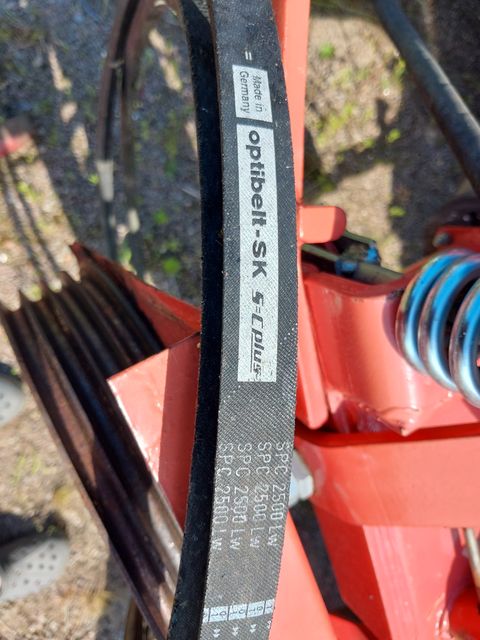 Made in
Germany
optibelt-SK S=C plus
SPC 2500 LW
SPC 2500 LW
SPC 2500 LW
SPC 2500 LW